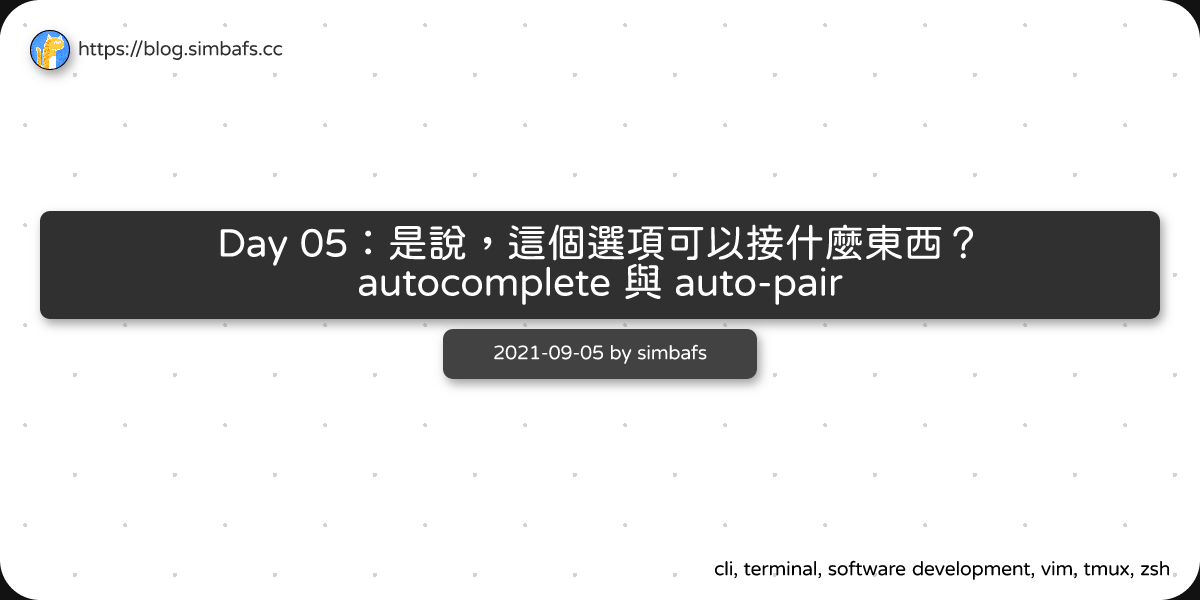 https://blog.simbafs.cc
Day 05：是說，這個選項可以接什麼東西？
autocomplete 與 auto-pair
2021-09-05 by simbafs
cli, terminal, software development, vim, tmux, zsh